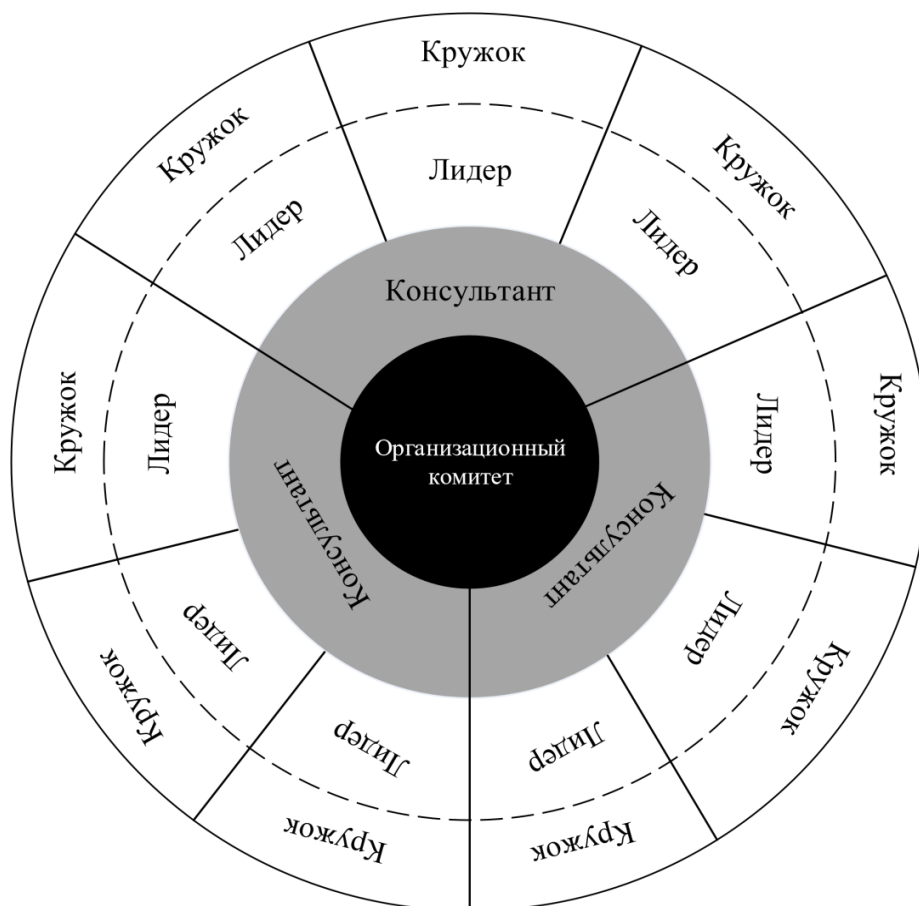 Кружок
Лидер
Кружок
Лидер
Кружок
Лидер
Кружок
Лидер
Кружок
Лидер
Кружок
Лидер
Кружок
Лидер
Кружок
Лидер
Кружок
Лидер
Консультант
Консультант
Консультант
Организационный
комитет